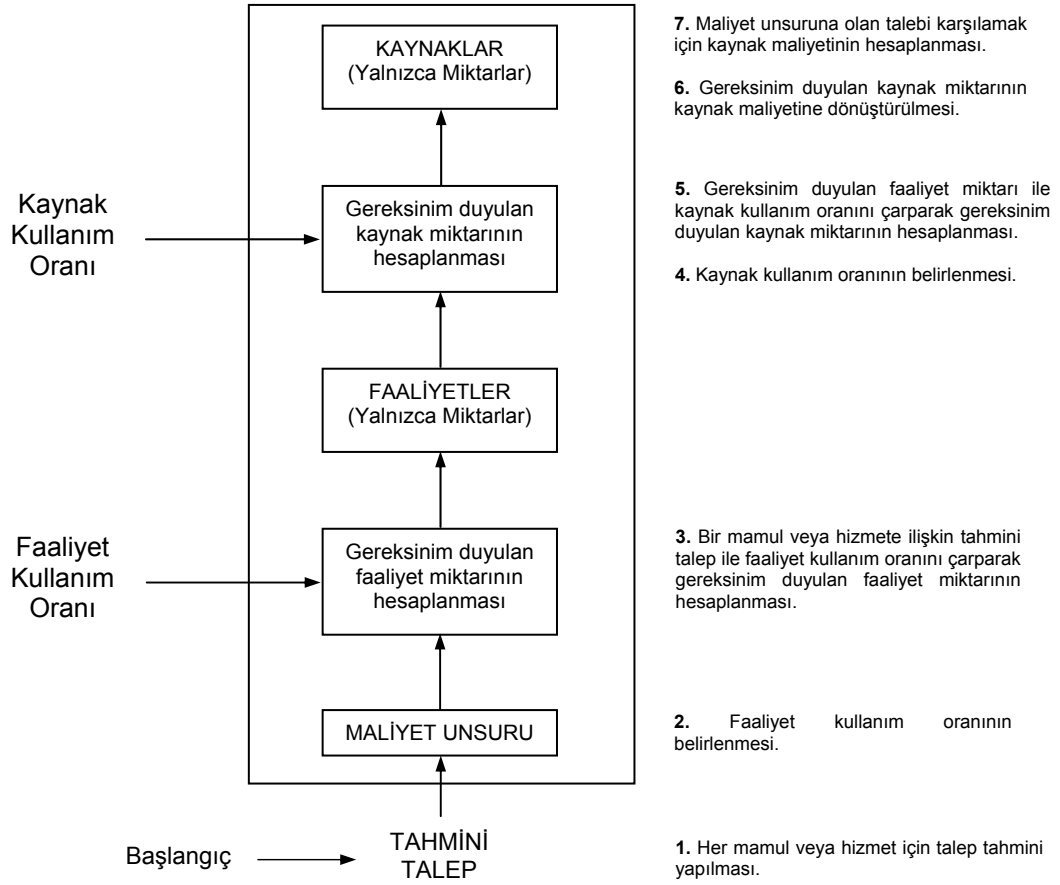 KAYNAKLAR
(Yalnızca Miktarlar)
7. Maliyet unsuruna olan talebi karşılamak
için kaynak maliyetinin hesaplanması.
6. Gereksinim duyulan kaynak miktarının
kaynak maliyetine dönüştürülmesi.
Kaynak
Kullanım
Oranı
Gereksinim duyulan
kaynak miktarının
hesaplanması
5. Gereksinim duyulan faaliyet miktarı ile
kaynak kullanım oranını çarparak gereksinim
duyulan kaynak miktarının hesaplanması.
4. Kaynak kullanım oranının belirlenmesi.
FAALİYETLER
(Yalnızca Miktarlar)
Faaliyet
Kullanım
Oranı
Gereksinim duyulan
faaliyet miktarının
hesaplanması
3. Bir mamul veya hizmete ilişkin tahmini
talep ile faaliyet kullanım oranını çarparak
gereksinim duyulan faaliyet miktarının
hesaplanması.
MALİYET UNSURU
2. Faaliyet kullanım oranının
belirlenmesi.
Başlangıç
TAHMİNİ
TALEP
1. Her mamul veya hizmet için talep tahmini
yapılması.